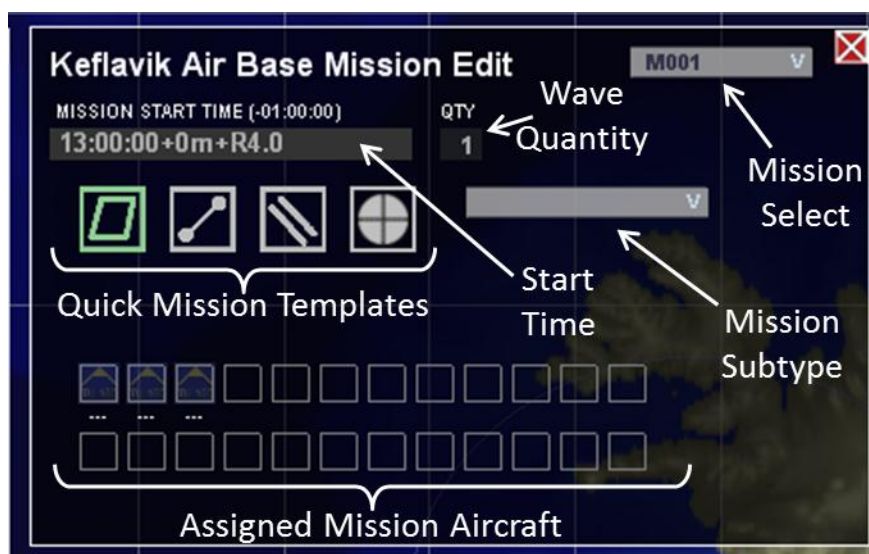 Keflavik Air Base Mission Edit
M001 V
MISSION START TIME (-01:00:00)
QTY
13:00:00+0m+R4.0
1
Wave
Quantity
Mission
Select
V
Quick Mission Templates
Start
Time
Mission
Subtype
--- --- ---
Assigned Mission Aircraft